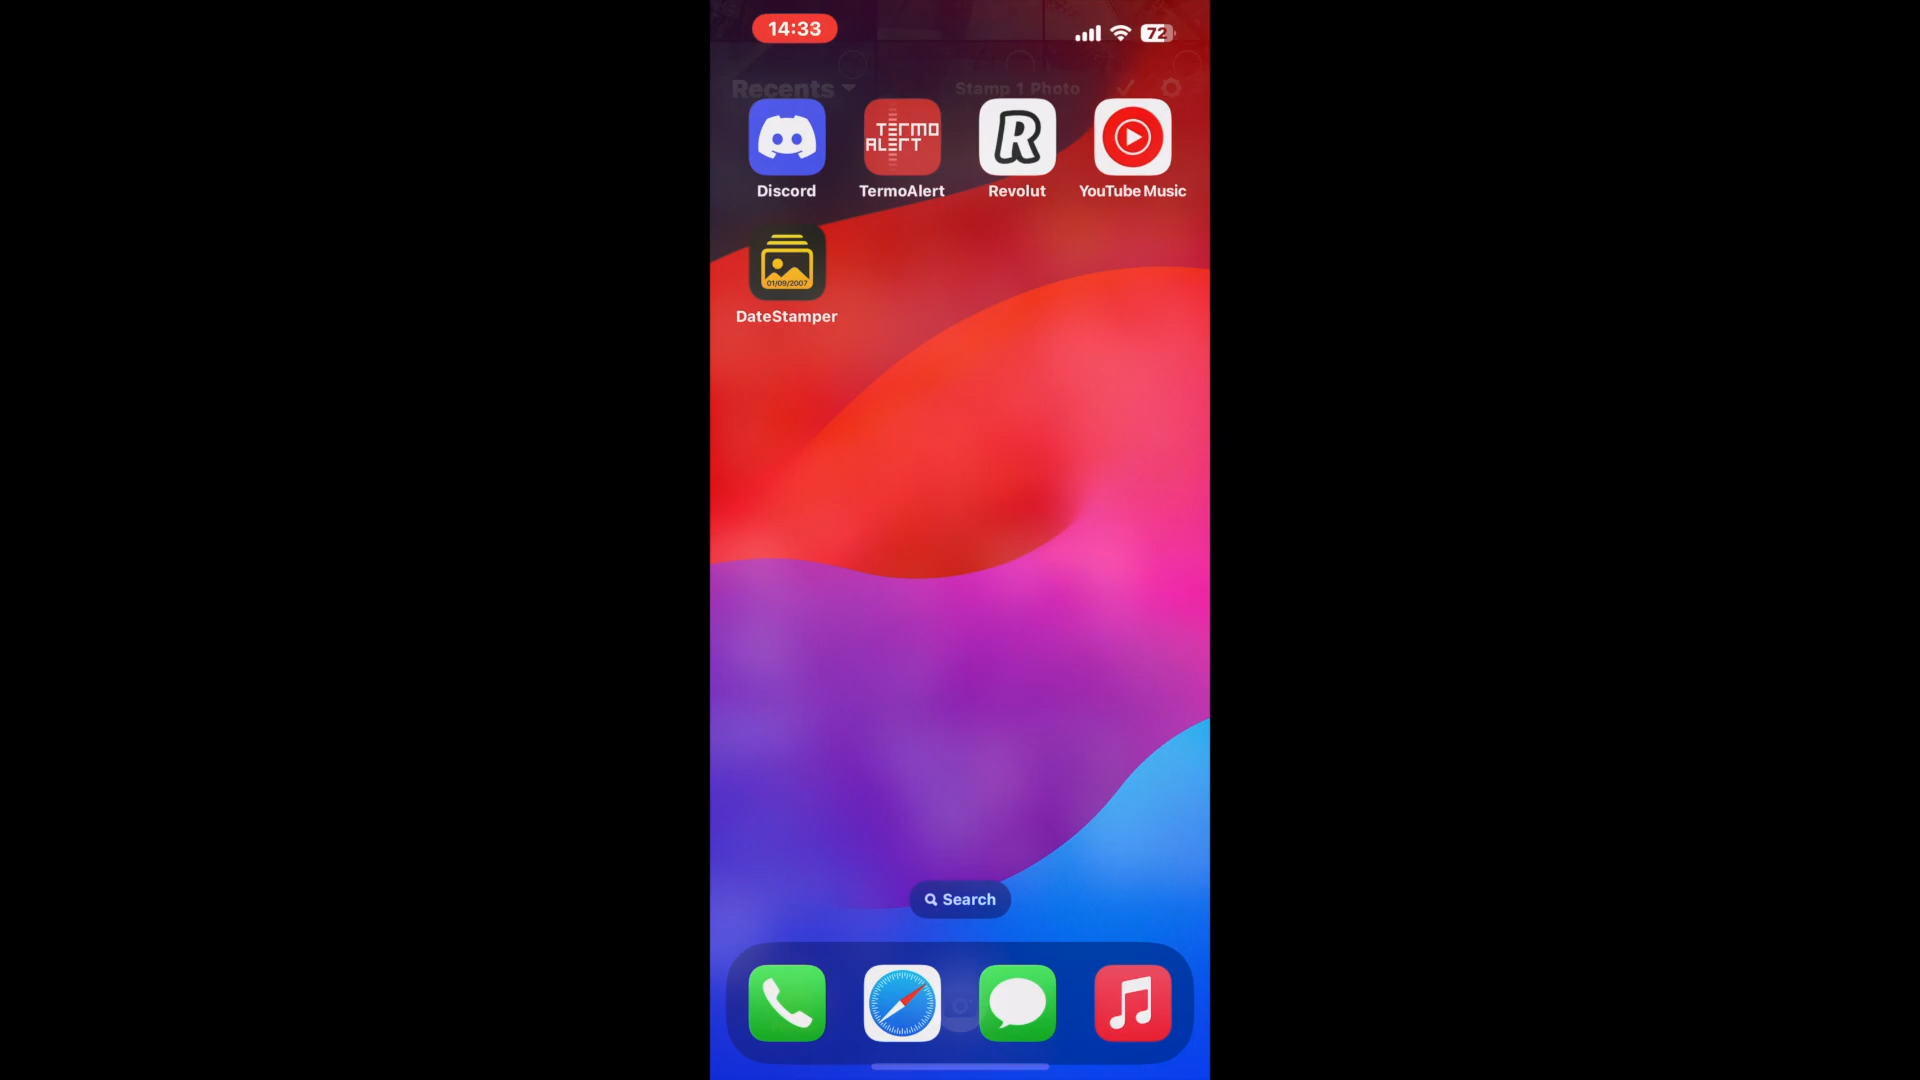 14:33
72
Recents
Stamp 1 Photo
TERMO
ALERT
R
Discord
TermoAlert
Revolut
YouTube Music
01/09/2007
DateStamper
Search